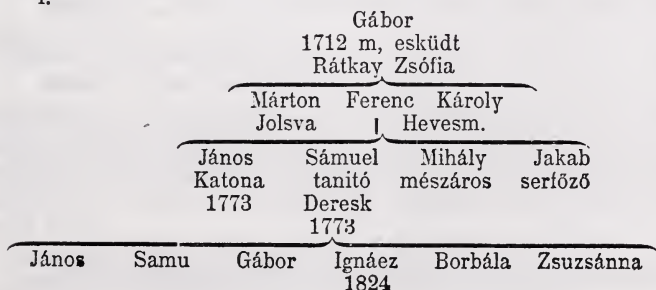 I.
Gábor
1712 m, esküdt
Rátkay Zsófia
Márton Ferenc Károly
Jolsva Hevesm.
János Sámuel Mihály Jakab
Katona tanitó mészáros serfőző
1773 Deresk
1773
János Samu Gábor Ignáez Borbála Zsuzsánna
1824